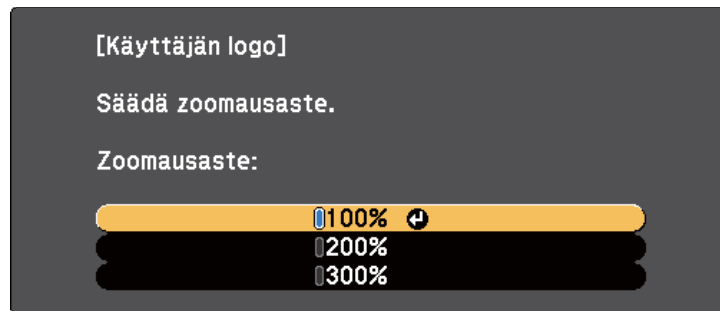 [Käyttäjän logo]
Säädä zoomausaste.
Zoomausaste:
100%
200%
300%